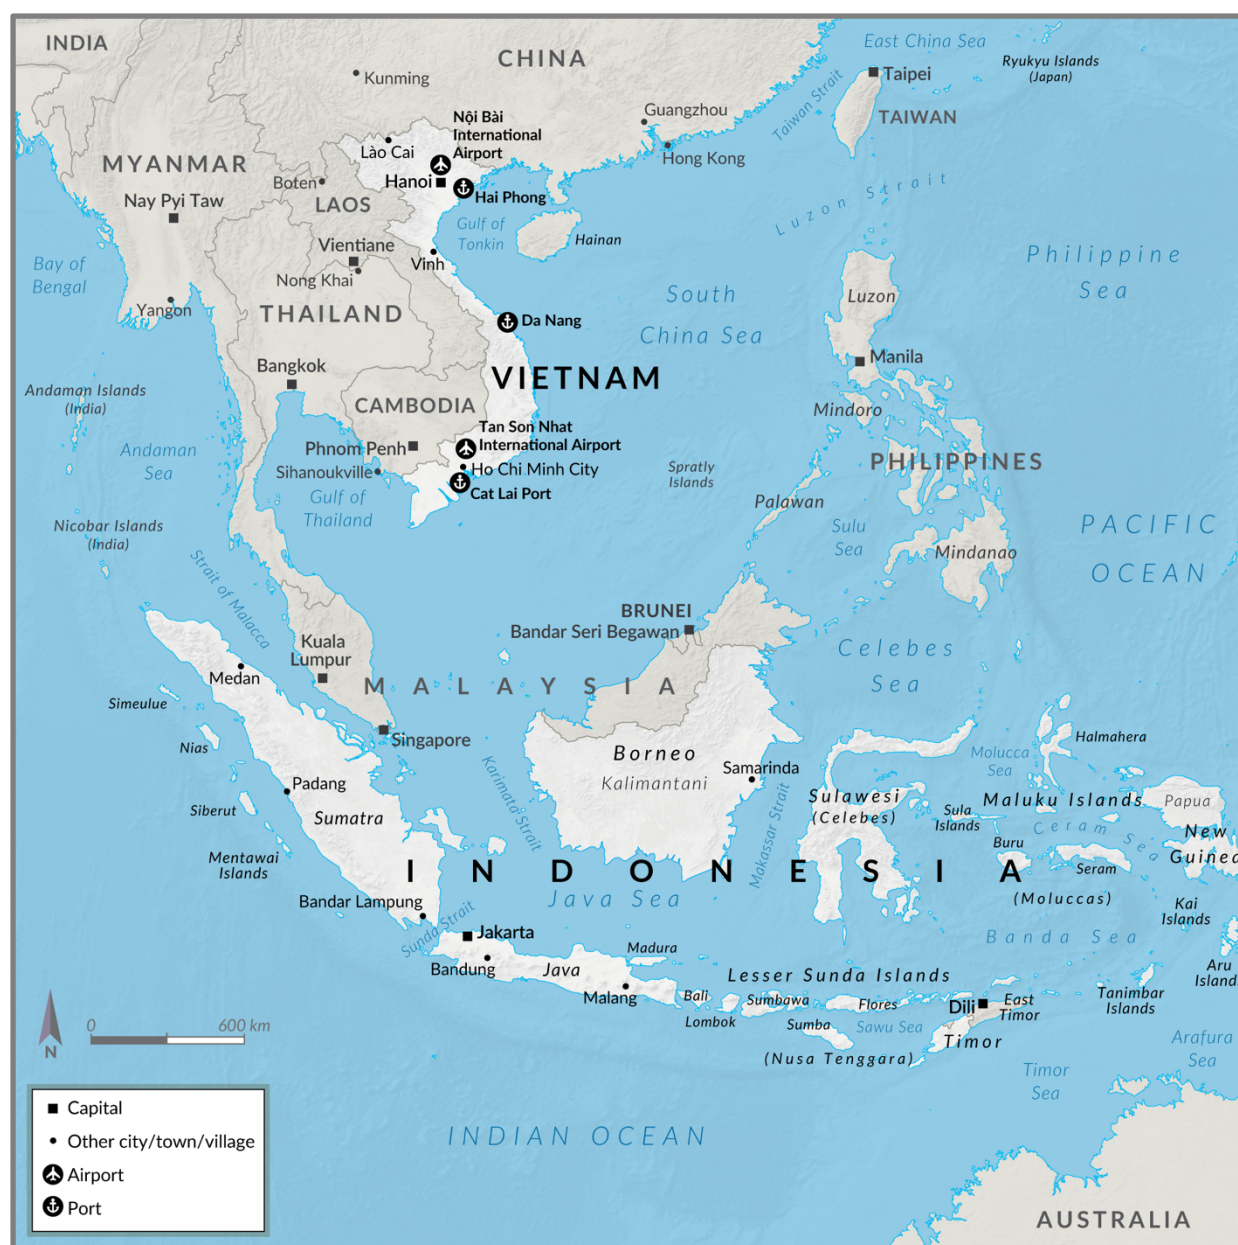 INDIA
CHINA
East China Sea
Ryukyu Islands
(Japan)
Kunming
Taipei
Taiwan Strait
TAIWAN
Guangzhou
Hong Kong
Nội Bài
International
Airport
Lào Cai
MYANMAR
Boten
Hanoi
Hai Phong
LAOS
Nay Pyi Taw
Luzon Strait
Gulf of
Tonkin
Hainan
Vientiane
Vinh
Nong Khai
Bay of
Bengal
Yangon
THAILAND
Philippine
Sea
South
China Sea
Luzon
Da Nang
Manila
Bangkok
VIETNAM
Andaman Islands
(India)
CAMBODIA
Mindoro
Tan Son Nhat
International Airport
Phnom Penh
Andaman
Sea
Sihanoukville
Ho Chi Minh City
Cat Lai Port
Gulf of
Thailand
Spratly
Islands
PHILIPPINES
Palawan
Sulu
Sea
PACIFIC
OCEAN
Nicobar Islands
(India)
Mindanao
Strait of Malacca
BRUNEI
Bandar Seri Begawan
Celebes
Sea
Kuala
Lumpur
Medan
MALAYSIA
Simeulue
Singapore
Nias
Halmahera
Molucca
Sea
Borneo
Kalimantani
Samarinda
Karimata Strait
Makassar Strait
Padang
Sumatra
Siberut
Sulawesi
(Celebes)
Sula
Islands
Maluku Islands
Papua
Ceram Sea
New
Guinea
Buru
Seram
Mentawai
Islands
INDONESIA
(Moluccas)
Java Sea
Bandar Lampung
Sunda Strait
Kai
Islands
Banda Sea
Jakarta
Bandung
Java
Madura
Malang
Lesser Sunda Islands
Aru
Islands
Bali
Lombok
Sumbawa
Flores
Sumba
Sawu Sea
(Nusa Tenggara)
Dili
East
Timor
Timor
Tanimbar
Islands
Arafura
Sea
Timor
Sea
0
600 km
N
INDIAN OCEAN
AUSTRALIA
Capital
Other city/town/village
Airport
Port